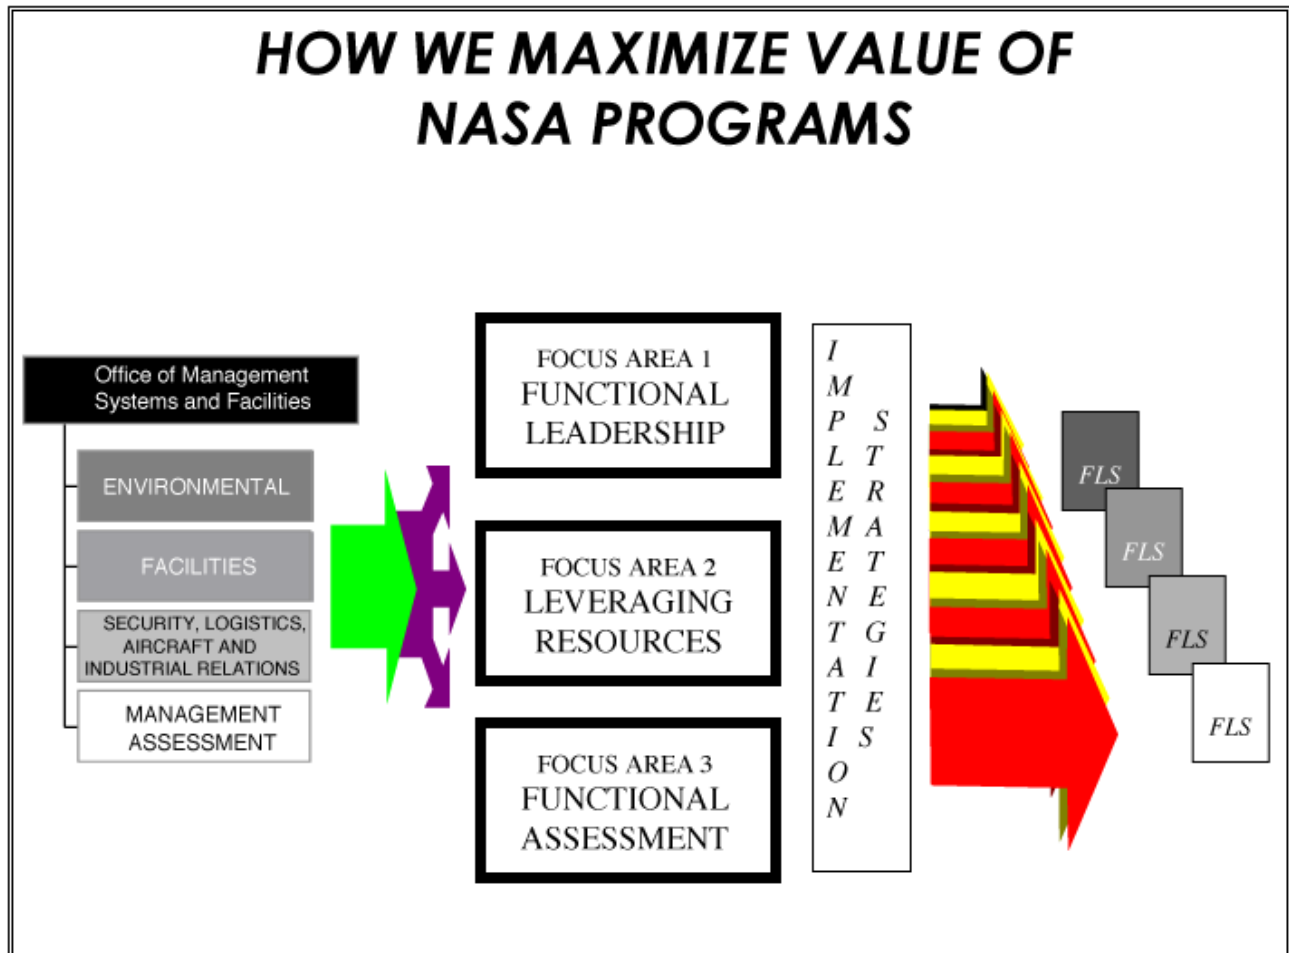 HOW WE MAXIMIZE VALUE OF
NASA PROGRAMS
Office of Management
Systems and Facilities
ENVIRONMENTAL
FACILITIES
SECURITY, LOGISTICS,
AIRCRAFT AND
INDUSTRIAL RELATIONS
MANAGEMENT
ASSESSMENT
FOCUS AREA 1
FUNCTIONAL
LEADERSHIP
FOCUS AREA 2
LEVERAGING
RESOURCES
FOCUS AREA 3
FUNCTIONAL
ASSESSMENT
IMPLEMENTATION
STRATEGIES
FLS
FLS
FLS
FLS